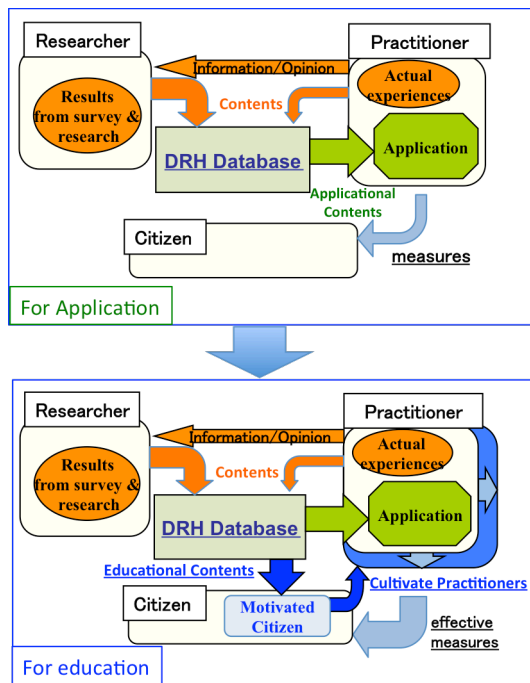 Researcher
Practitioner
Information/Opinion
Results
from survey &
research
Actual
experiences
Contents
DRH Database
Application
Applicational
Contents
Citizen
measures
For Application
Researcher
Practitioner
Information/Opinion
Results
from survey &
research
Actual
experiences
Contents
DRH Database
Application
Educational Contents
Cultivate Practitioners
Citizen
Motivated
Citizen
effective
measures
For education